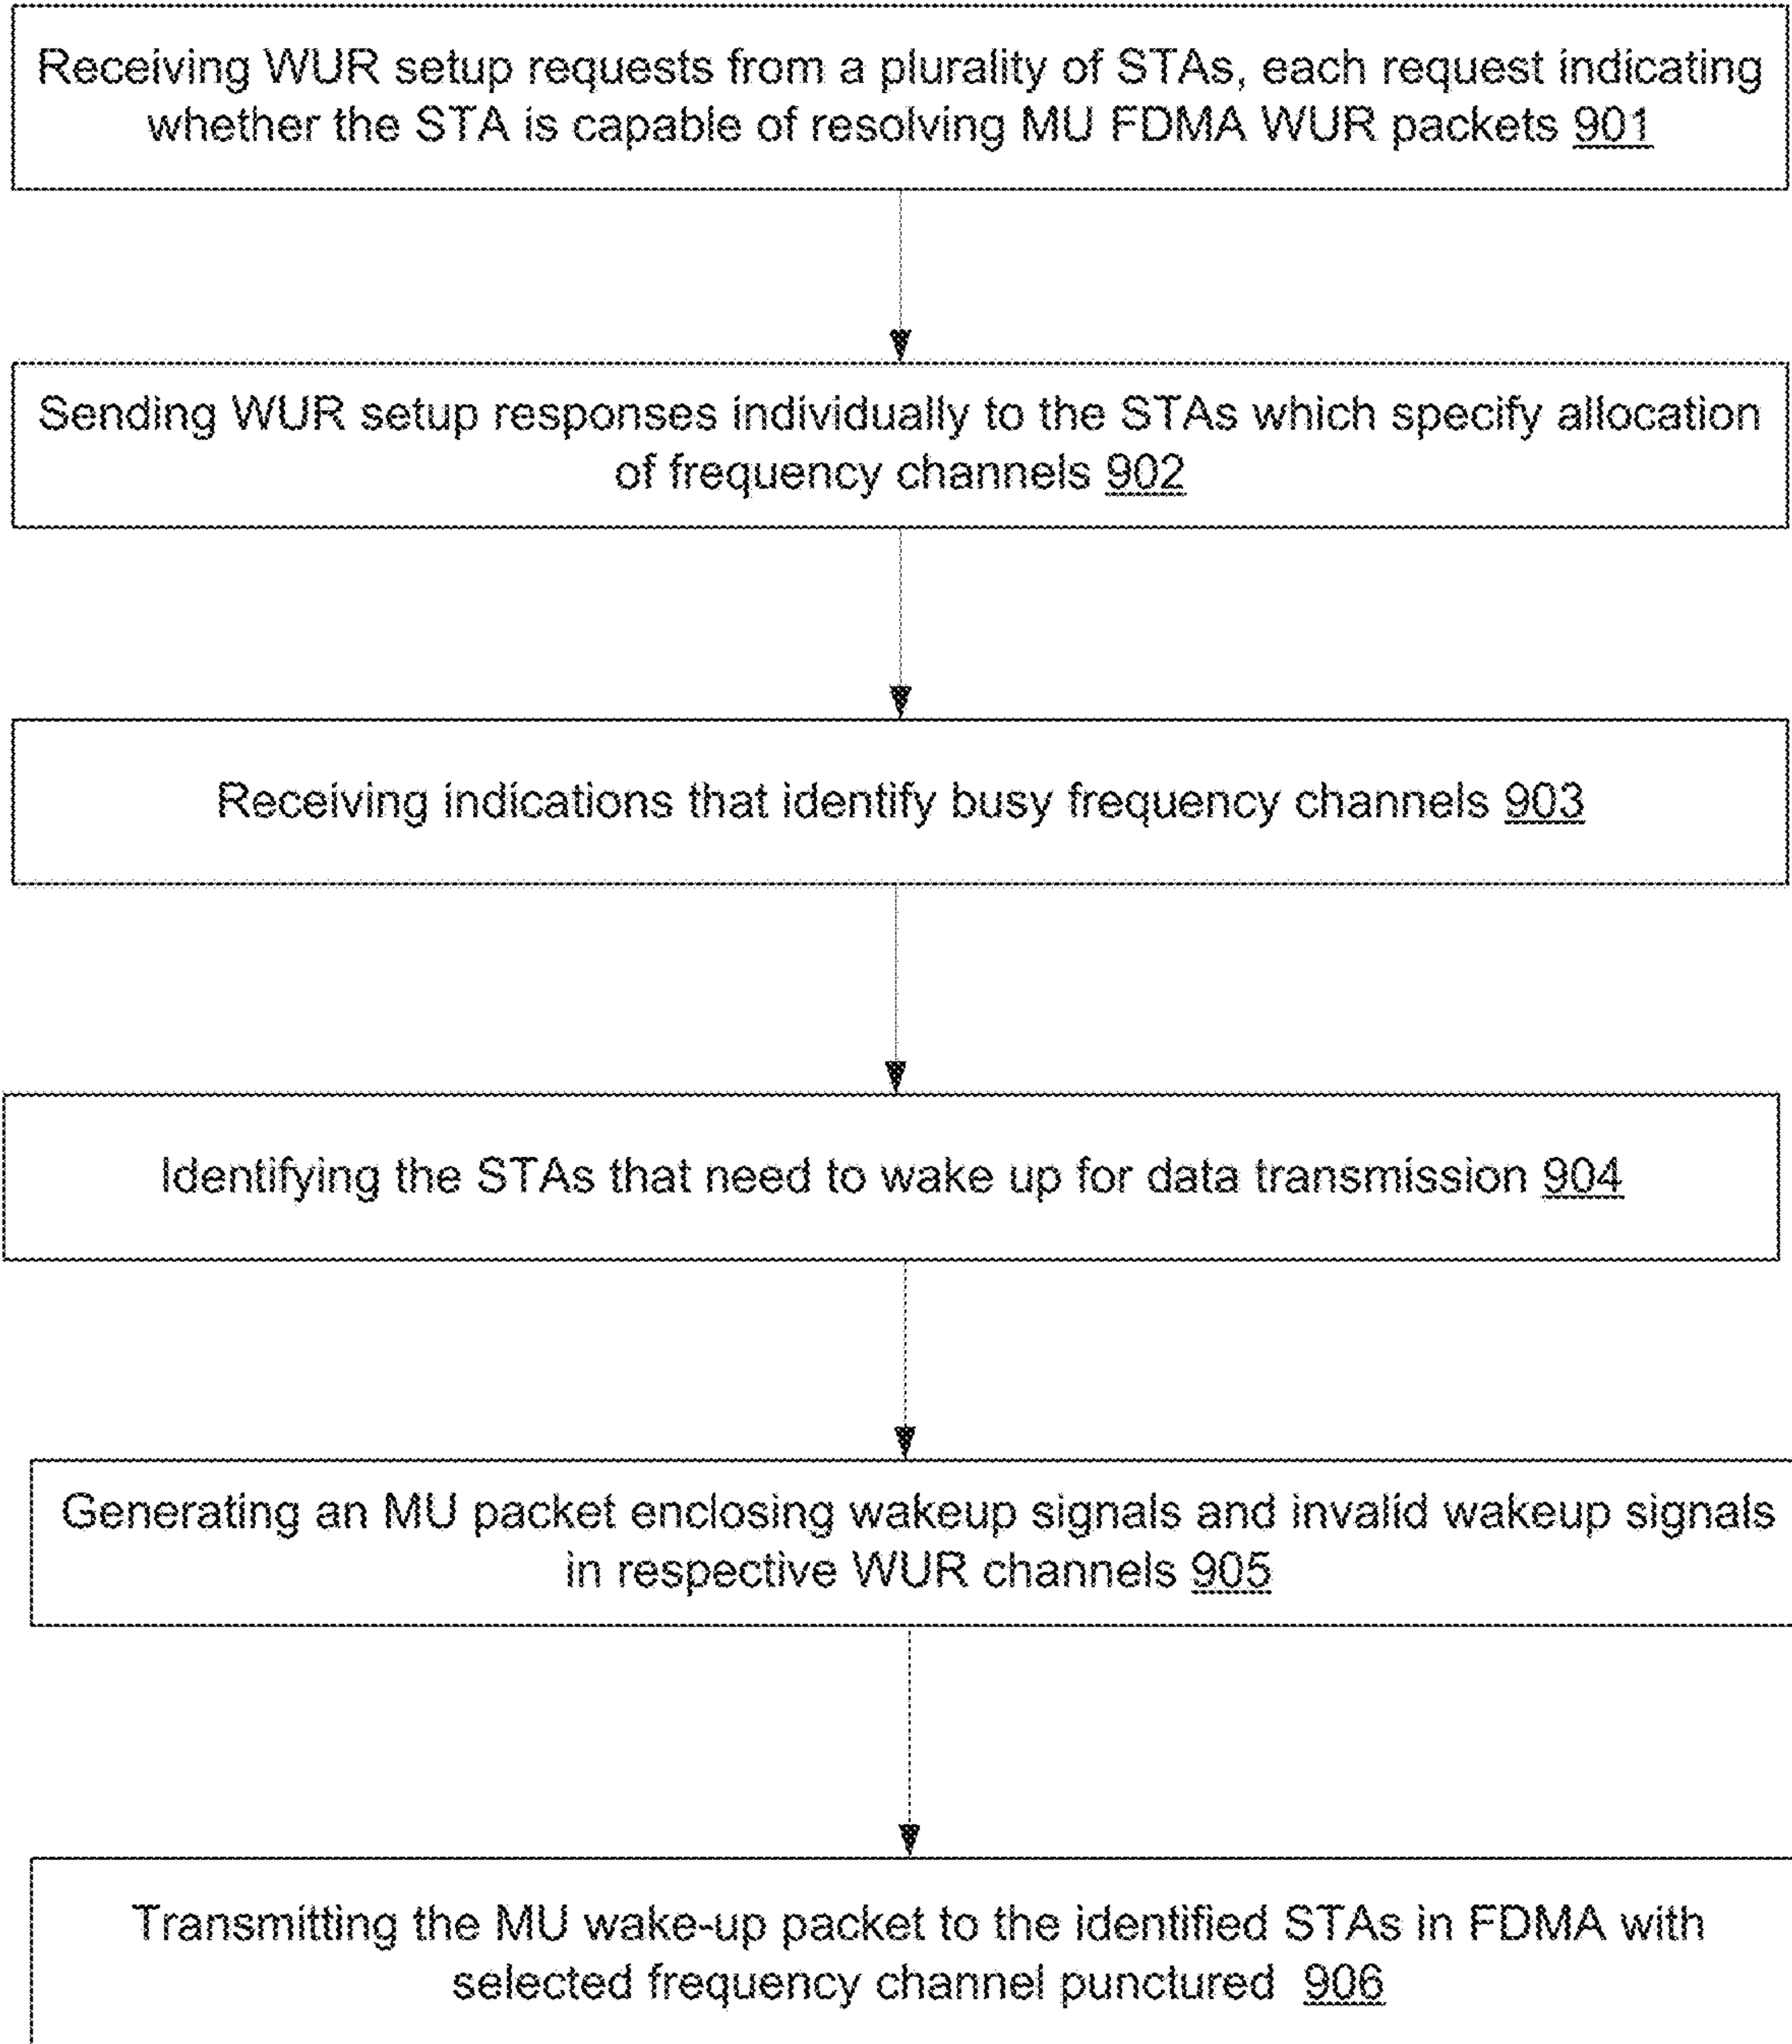 Receiving WUR setup requests from a plurality of STAs, each request indicating
whether the STA is capable of resolving MU FDMA WUR packets 901
Sending WUR setup responses individually to the STAs which specify allocation
of frequency channels 902
Receiving indications that identify busy frequency channels 903
Identifying the STAs that need to wake up for data transmission 904
Generating an MU packet enclosing wakeup signals and invalid wakeup signals
in respective WUR channels 905
Transmitting the MU wake-up packet to the identified STAs in FDMA with
selected frequency channel punctured 906